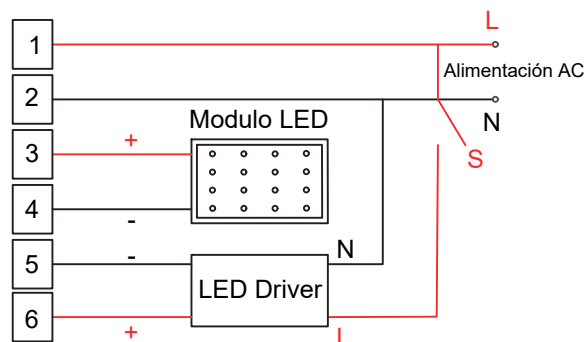 1
L
Alimentación AC
2
N
Modulo LED
3
+
S
4
-
5
-
N
LED Driver
6
+
L